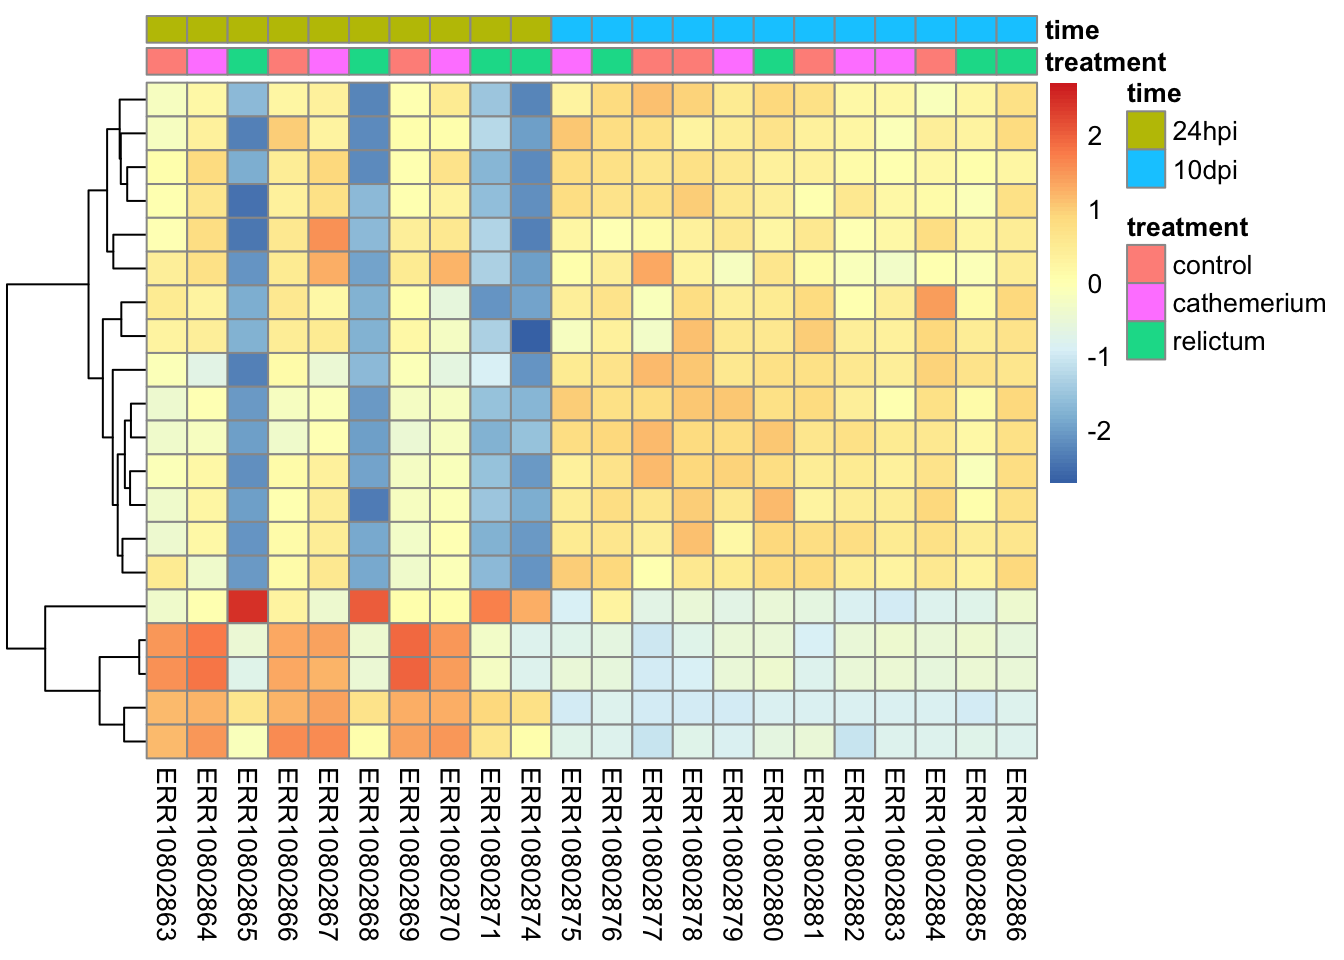 time
treatment
2
1
0
-1
-2
time
24hpi
10dpi
treatment
control
cathemerium
relictum
ERR10802863
ERR10802864
ERR10802865
ERR10802866
ERR10802867
ERR10802868
ERR10802869
ERR10802870
ERR10802871
ERR10802874
ERR10802875
ERR10802876
ERR10802877
ERR10802878
ERR10802879
ERR10802880
ERR10802881
ERR10802882
ERR10802883
ERR10802884
ERR10802885
ERR10802886